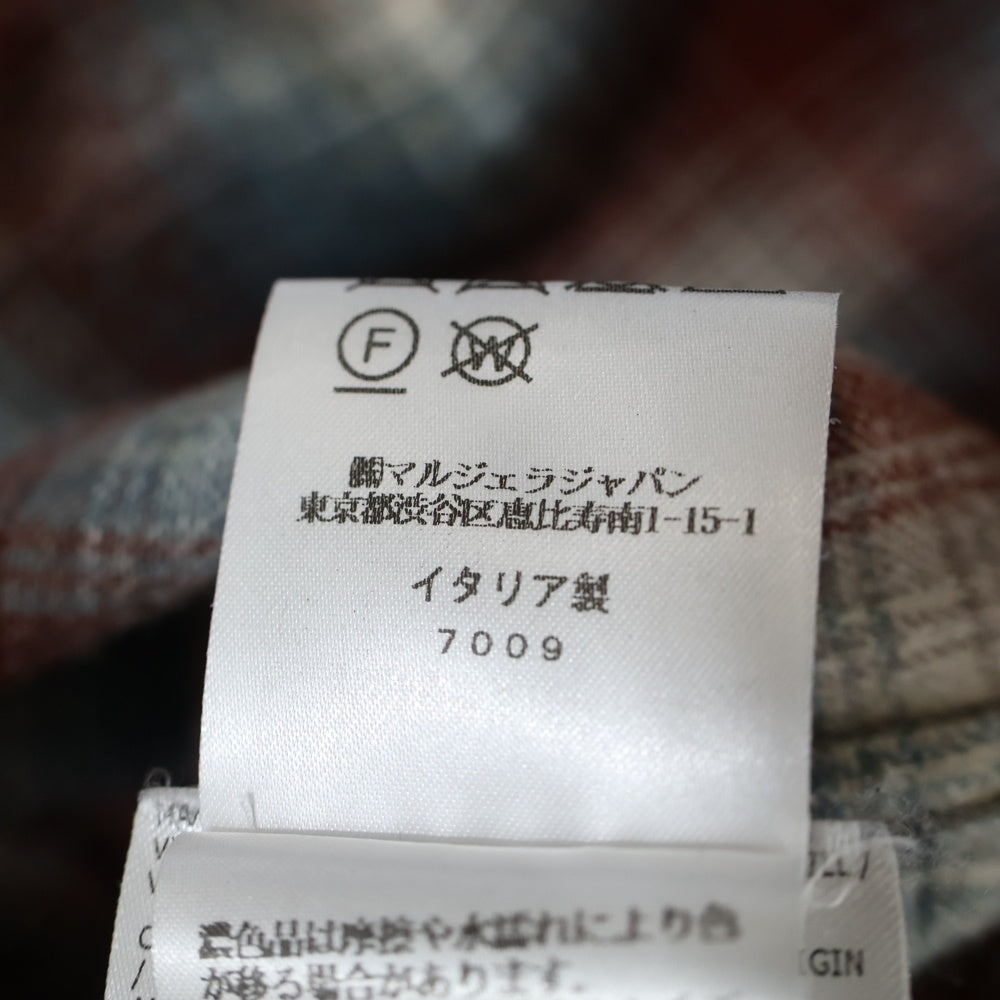 F
W
㈱マルジェラジャパン
東京都渋谷区恵比寿南1-15-1
イタリア製
7009
濃色品は摩擦や水濡れにより色
が移る場合があります。
IGIN